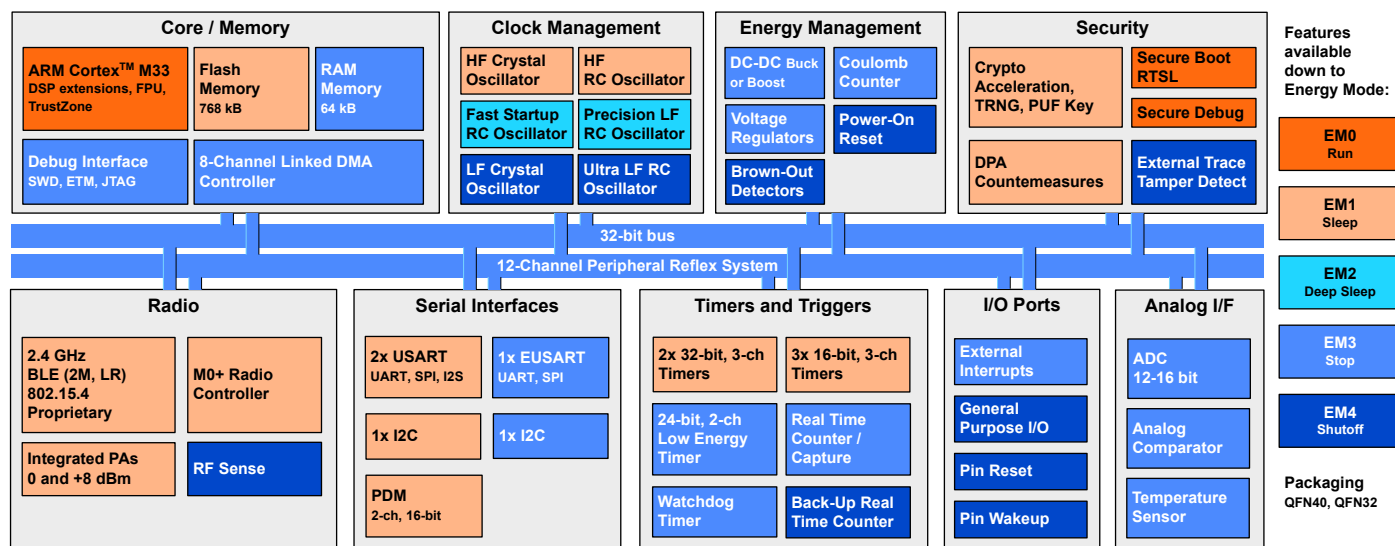 Core / Memory
ARM Cortex™ M33
DSP extensions, FPU,
TrustZone
Flash
Memory
768 kB
RAM
Memory
64 kB
Debug Interface
SWD, ETM, JTAG
8-Channel Linked DMA
Controller
Clock Management
HF Crystal
Oscillator
HF
RC Oscillator
Fast Startup
RC Oscillator
Precision LF
RC Oscillator
LF Crystal
Oscillator
Ultra LF RC
Oscillator
Energy Management
DC-DC Buck
or Boost
Coulomb
Counter
Voltage
Regulators
Power-On
Reset
Brown-Out
Detectors
Security
Crypto
Acceleration,
TRNG, PUF Key
Secure Boot
RTSL
Secure Debug
DPA
Countemeasures
External Trace
Tamper Detect
32-bit bus
12-Channel Peripheral Reflex System
Radio
2.4 GHz
BLE (2M, LR)
802.15.4
Proprietary
M0+ Radio
Controller
Integrated PAs
0 and +8 dBm
RF Sense
Serial Interfaces
2x USART
UART, SPI, I2S
1x EUSART
UART, SPI
1x I2C
1x I2C
PDM
2-ch, 16-bit
Timers and Triggers
2x 32-bit, 3-ch
Timers
3x 16-bit, 3-ch
Timers
24-bit, 2-ch
Low Energy
Timer
Real Time
Counter /
Capture
Watchdog
Timer
Back-Up Real
Time Counter
I/O Ports
External
Interrupts
General
Purpose I/O
Pin Reset
Pin Wakeup
Analog I/F
ADC
12-16 bit
Analog
Comparator
Temperature
Sensor
Features
available
down to
Energy Mode:
EM0
Run
EM1
Sleep
EM2
Deep Sleep
EM3
Stop
EM4
Shutoff
Packaging
QFN40, QFN32